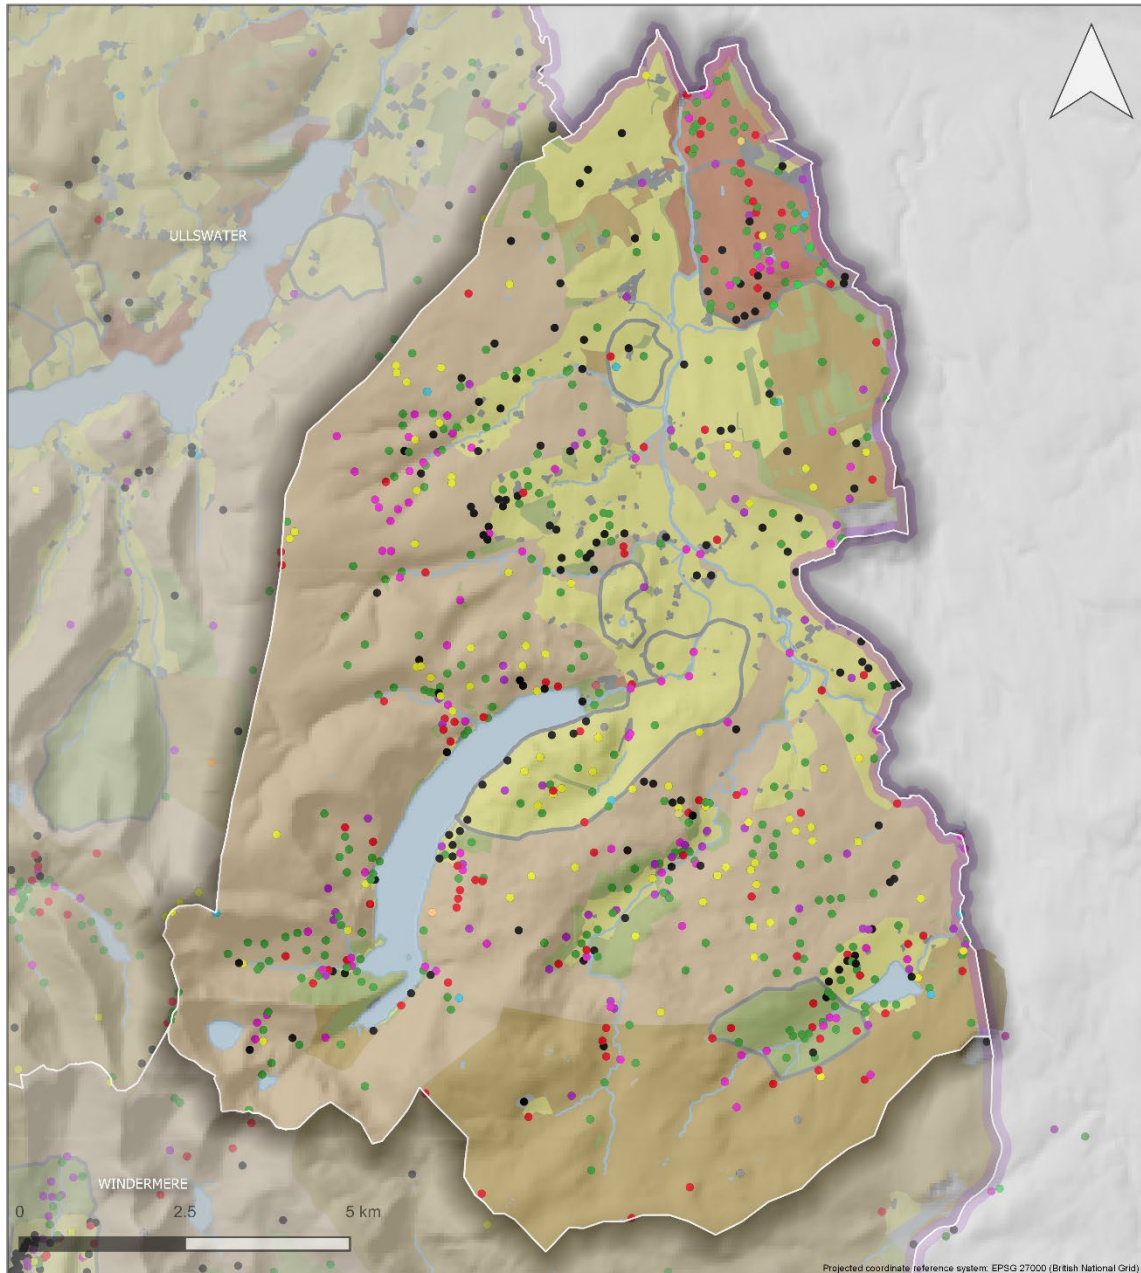 ULLSWATER
WINDERMERE
0 2.5 5 km
Projected coordinate reference system: EPSG 27000 (British National Grid)